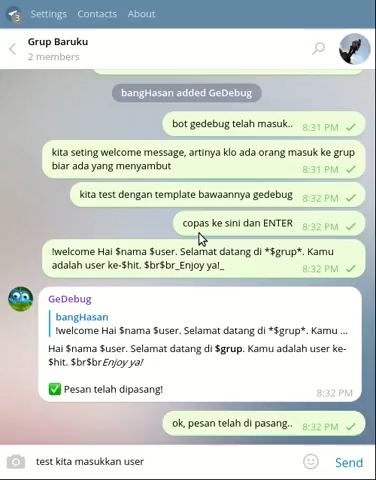 3
Settings Contacts About
Grup Baruku
2 members
bangHasan added GeDebug
bot gedebug telah masuk..
8:31 PM
kita seting welcome message, artinya klo ada orang masuk ke grup
biar ada yang menyambut
8:31 PM
kita test dengan template bawaannya gedebug
8:32 PM
copas ke sini dan ENTER
8:32 PM
!welcome Hai $nama $user. Selamat datang di *$grup*. Kamu
adalah user ke-$hit. $br$br_Enjoy ya!_
8:32 PM
GeDebug
bangHasan
!welcome Hai $nama $user. Selamat datang di *$grup*. Kamu ...
Hai $nama $user. Selamat datang di $grup. Kamu adalah user ke-
$hit. $br$brEnjoy ya!
✅ Pesan telah dipasang!
8:32 PM
ok, pesan telah di pasang..
8:32 PM
test kita masukkan user
Send